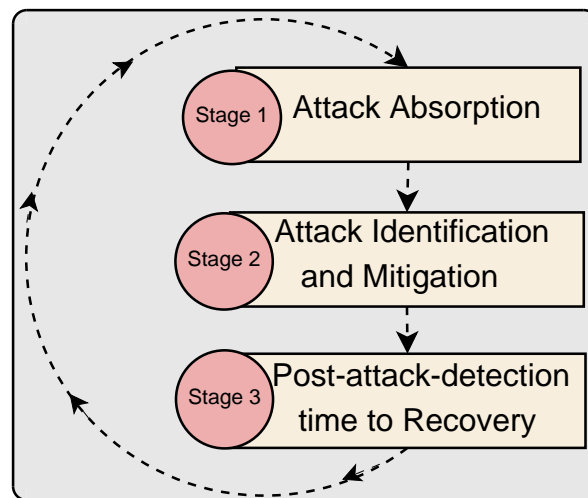 Stage 1
Attack Absorption
Stage 2
Attack Identification
and Mitigation
Stage 3
Post-attack-detection
time to Recovery